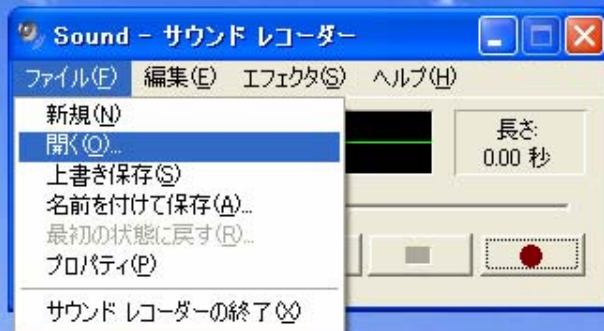 Sound - サウンド レコーダー
ファイル(F) 編集(E) エフェクタ(S) ヘルプ(H)
新規(N)
開く(O)...
上書き保存(S)
名前を付けて保存(A)...
最初の状態に戻す(R)...
プロパティ(P)
サウンド レコーダーの終了(X)
長さ:
0.00 秒